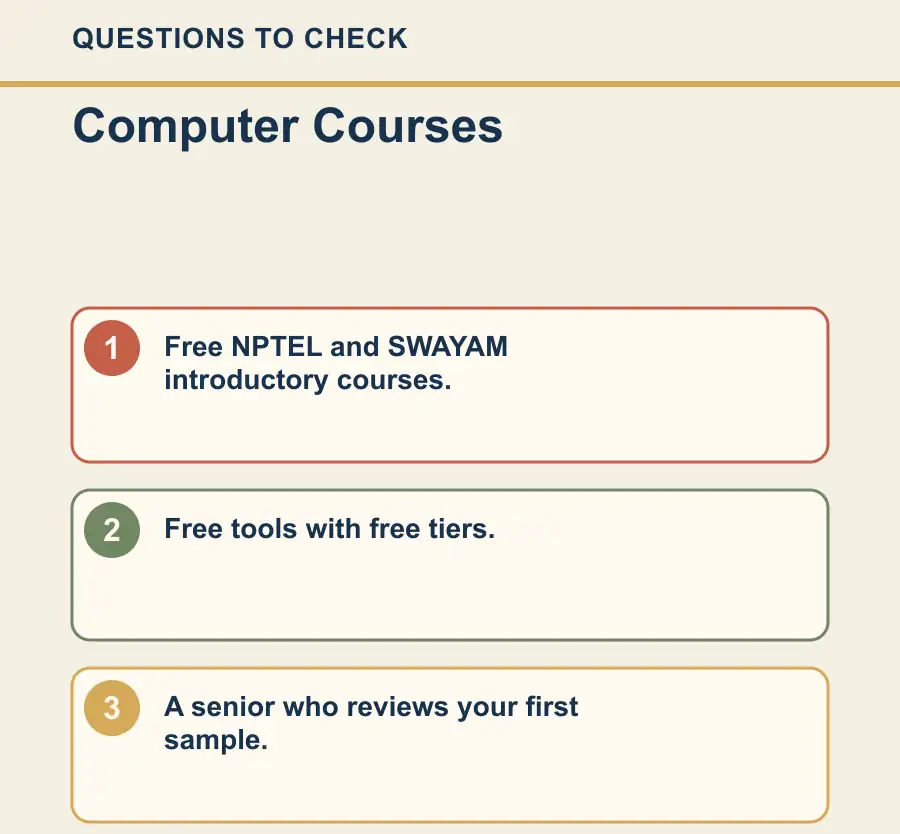 QUESTIONS TO CHECK
Computer Courses
1
Free NPTEL and SWAYAM
introductory courses.
2
Free tools with free tiers.
3
A senior who reviews your first
sample.